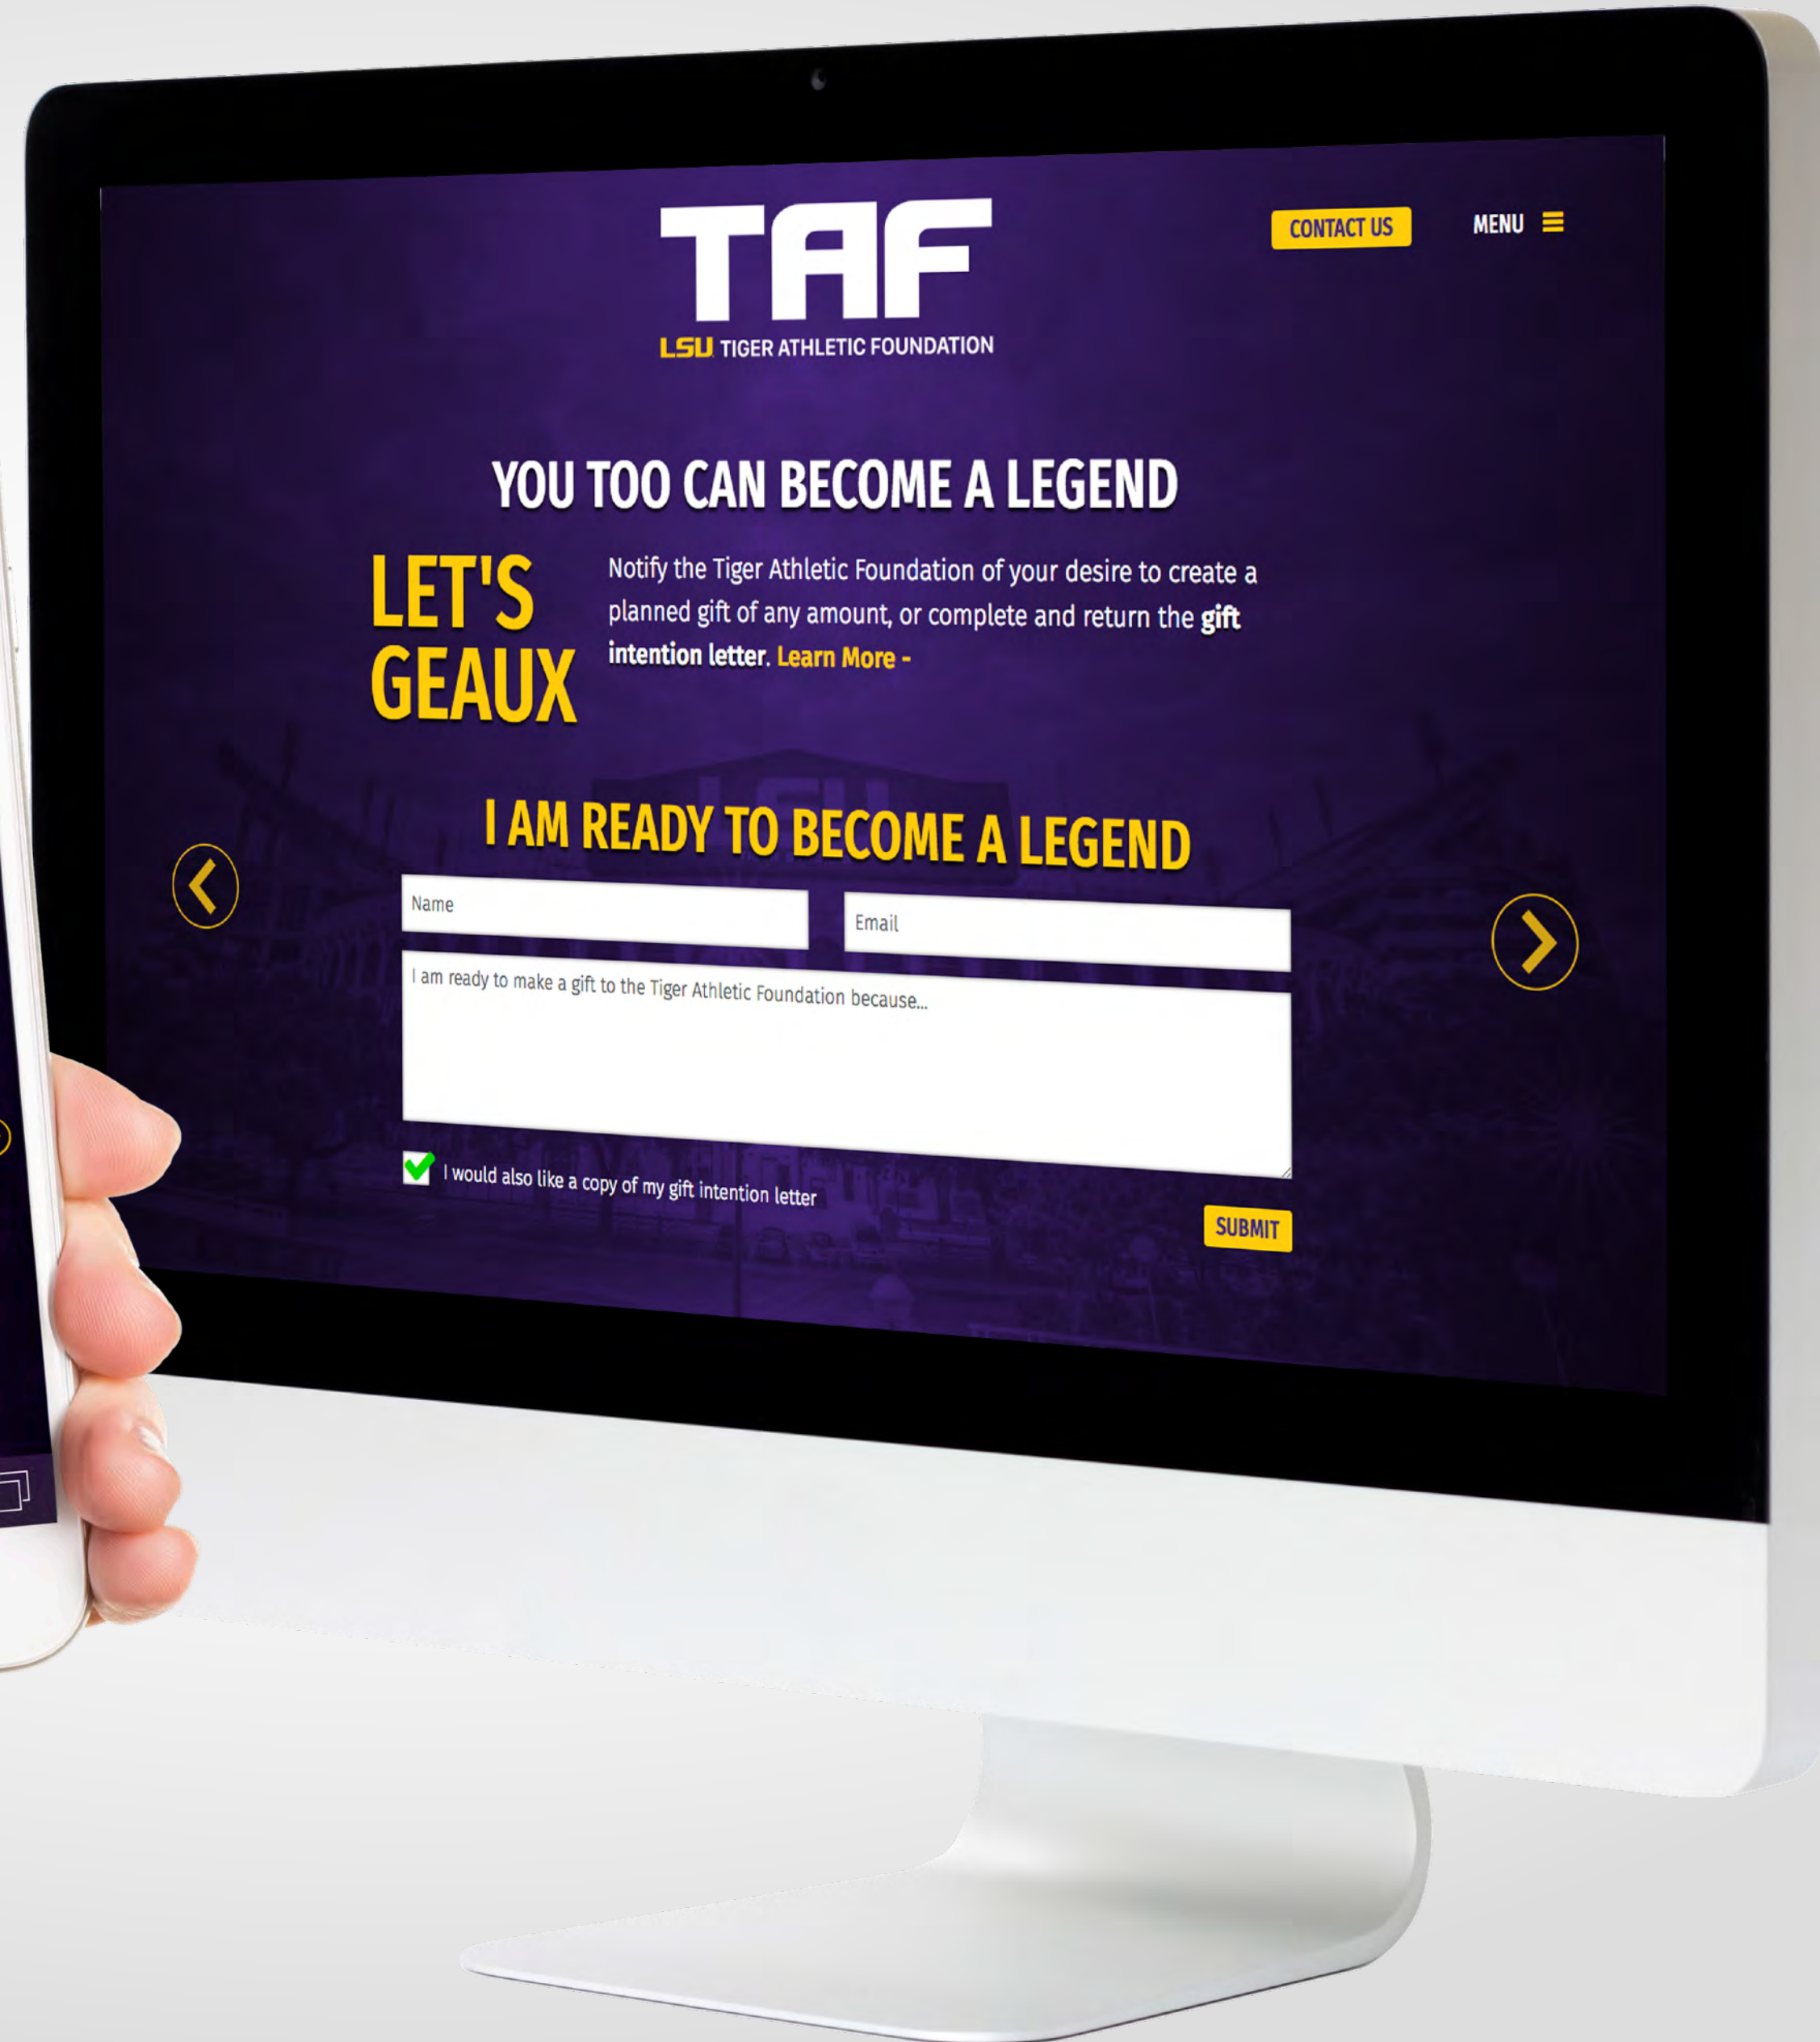 TAF
LSU TIGER ATHLETIC FOUNDATION
CONTACT US
MENU
YOU TOO CAN BECOME A LEGEND
LET'S
GEAUX
Notify the Tiger Athletic Foundation of your desire to create a
planned gift of any amount, or complete and return the gift
intention letter. Learn More -
LSU
I AM READY TO BECOME A LEGEND
Name
Email
I am ready to make a gift to the Tiger Athletic Foundation because...
I would also like a copy of my gift intention letter
SUBMIT